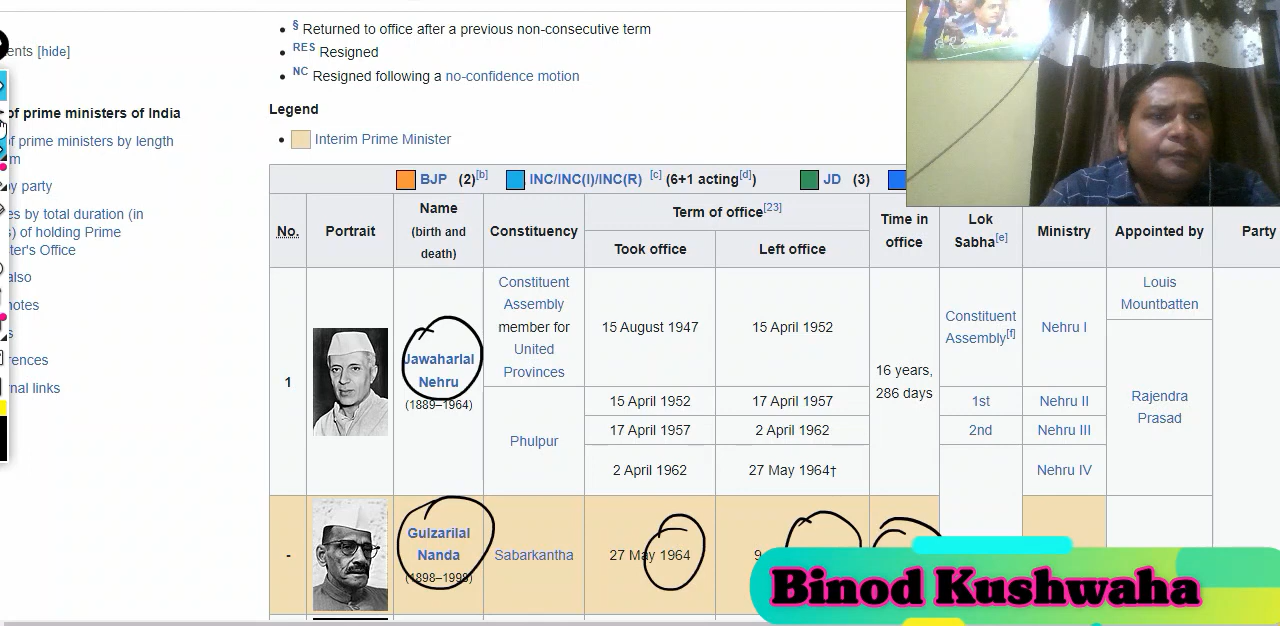 § Returned to office after a previous non-consecutive term
ents [hide]
RES Resigned
NC Resigned following a no-confidence motion
Legend
of prime ministers of India
Interim Prime Minister
f prime ministers by length
m
y party
es by total duration (in
s) of holding Prime
ter's Office
also
notes
s
rences
nal links
BJP (2)[b] INC/INC(I)/INC(R) [c] (6+1 acting[d]) JD (3)
No. Portrait Name (birth and death) Constituency Term of office[23] Time in office Lok Sabha[e] Ministry Appointed by Party
Took office Left office
1
Jawaharlal
Nehru
(1889–1964)
Constituent
Assembly
member for
United
Provinces
15 August 1947 15 April 1952
16 years,
286 days
Constituent
Assembly[f]
Nehru I
Louis
Mountbatten
Phulpur
15 April 1952 17 April 1957 1st Nehru II
17 April 1957 2 April 1962 2nd Nehru III
2 April 1962 27 May 1964† Nehru IV
Rajendra
Prasad
-
Gulzarilal
Nanda
(1898–1998)
Sabarkantha
27 May 1964
9
Binod Kushwaha